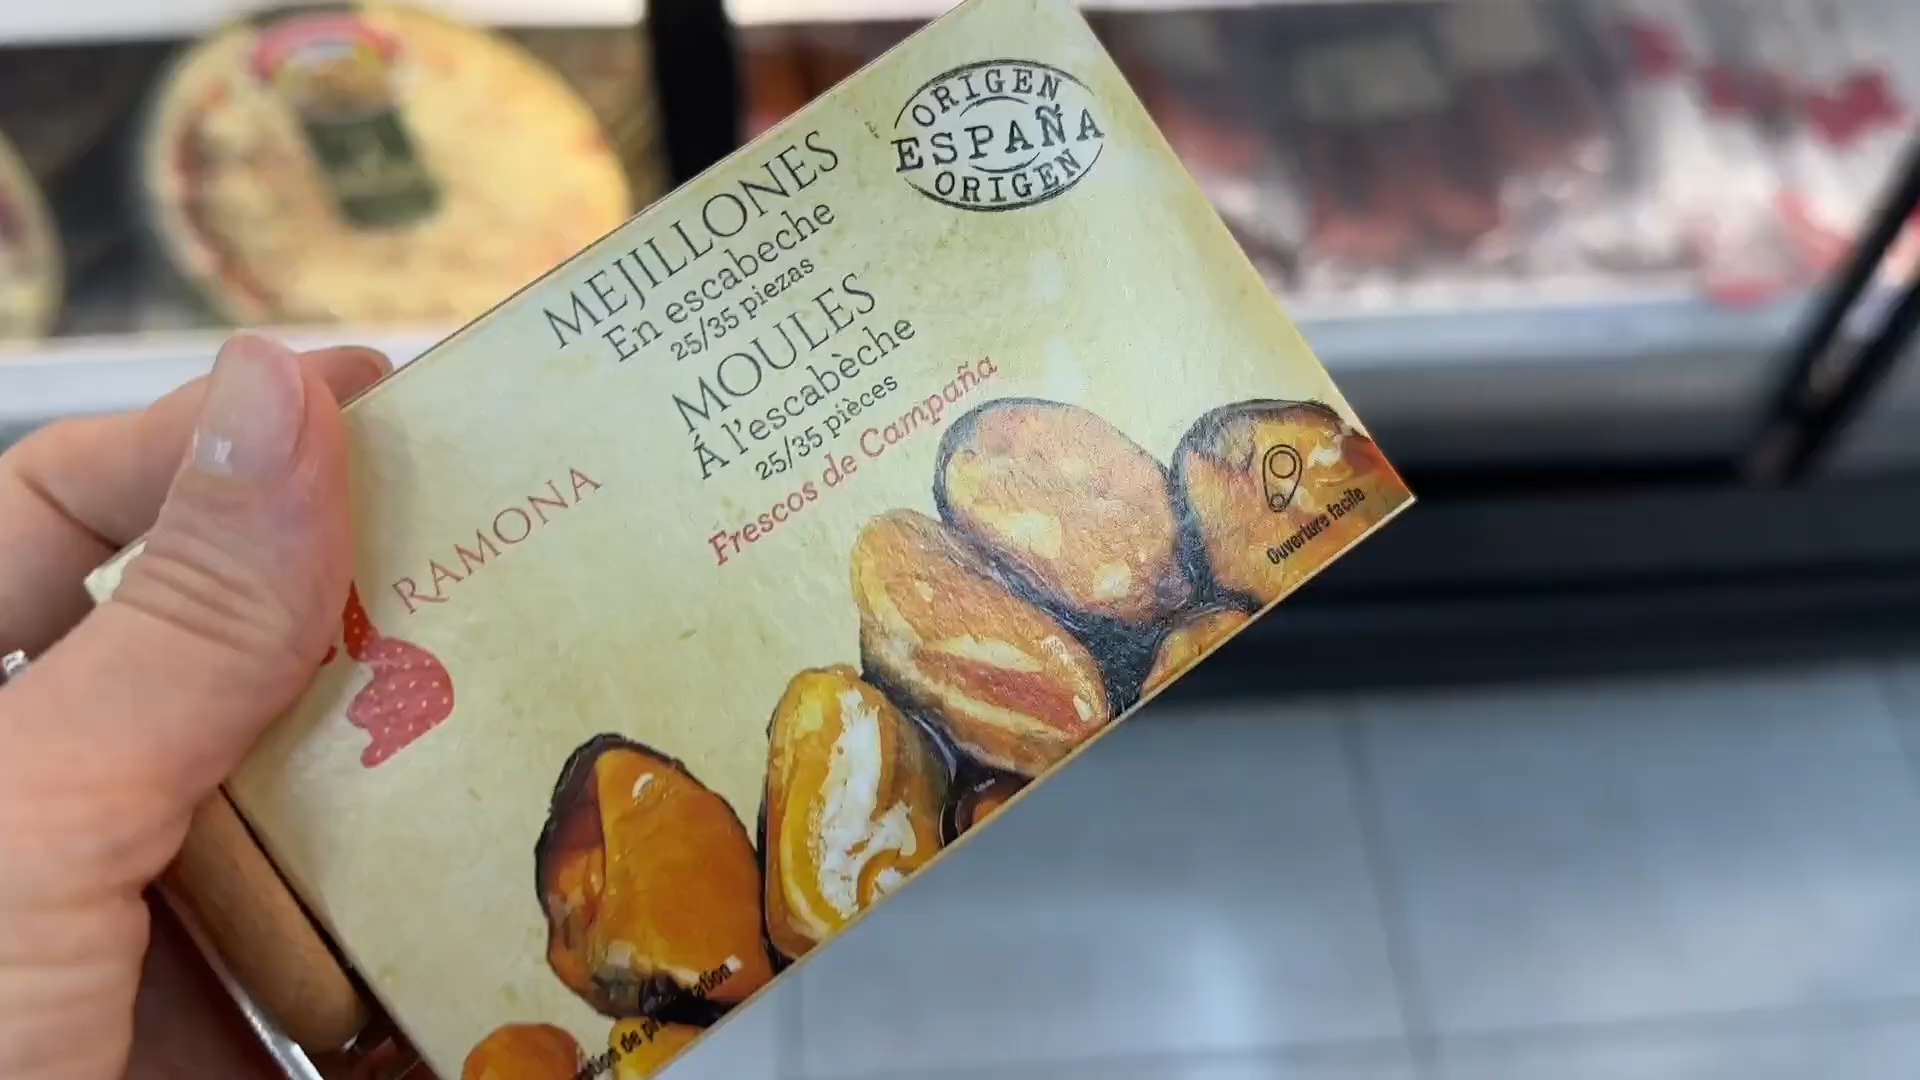 ORIGEN
ESPAÑA
ORIGEN
MEJILLONES
En escabeche
25/35 piezas
MOULES
Á l'escabèche
25/35 pièces
Frescos de Campaña
RAMONA
Ouverture facile
de